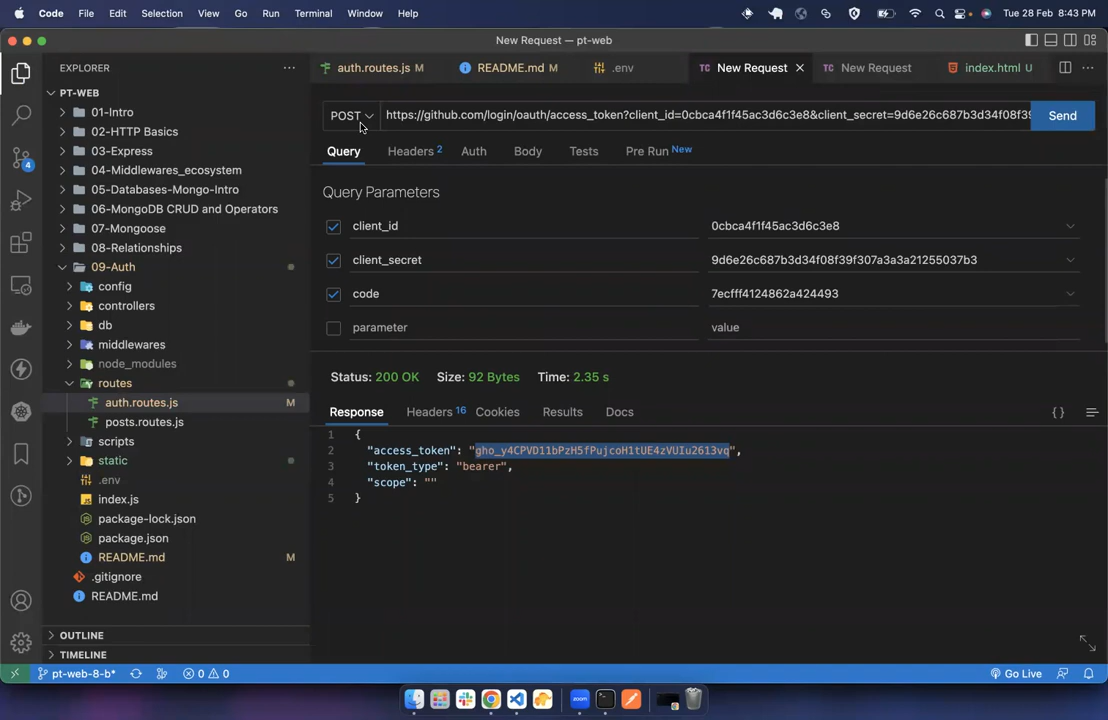 Code File Edit Selection View Go Run Terminal Window Help Tue 28 Feb 8:43 PM
New Request — pt-web
EXPLORER
auth.routes.js M README.md M .env New Request New Request index.html U
PT-WEB
01-Intro
02-HTTP Basics
03-Express
04-Middlewares_ecosystem
05-Databases-Mongo-Intro
06-MongoDB CRUD and Operators
07-Mongoose
08-Relationships
09-Auth
config
controllers
db
middlewares
node_modules
routes
auth.routes.js M
posts.routes.js
scripts
static
.env
index.js
package-lock.json
package.json
README.md M
.gitignore
README.md
OUTLINE
TIMELINE
4
POST https://github.com/login/oauth/access_token?client_id=0cbca4f1f45ac3d6c3e8&client_secret=9d6e26c687b3d34f08f39 Send
Query Headers 2 Auth Body Tests Pre Run New
Query Parameters
client_id 0cbca4f1f45ac3d6c3e8
client_secret 9d6e26c687b3d34f08f39f307a3a3a21255037b3
code 7ecfff4124862a424493
parameter value
Status: 200 OK Size: 92 Bytes Time: 2.35 s
Response Headers 16 Cookies Results Docs { }
1 {
2 "access_token": "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",
3 "token_type": "bearer",
4 "scope": ""
5 }
pt-web-8-b* 0 0 Go Live